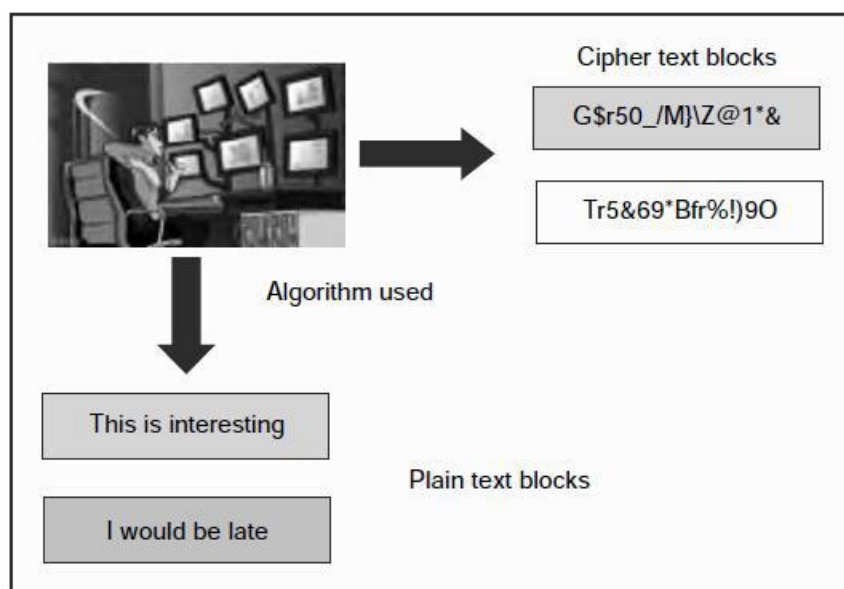 Cipher text blocks
G$r50_/M}\Z@1*&
Tr5&69*Bfr%!)9O
Algorithm used
This is interesting
Plain text blocks
I would be late